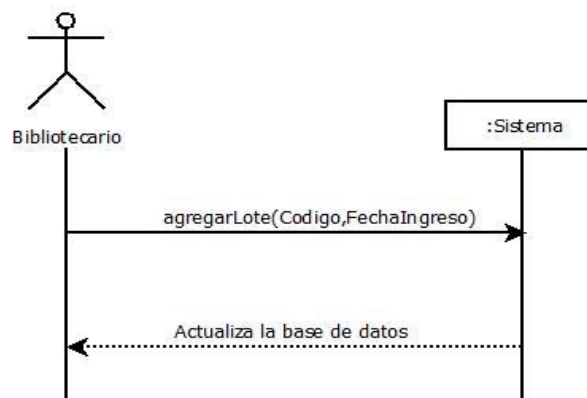 Bibliotecario
:Sistema
agregarLote(Codigo,FechaIngreso)
Actualiza la base de datos